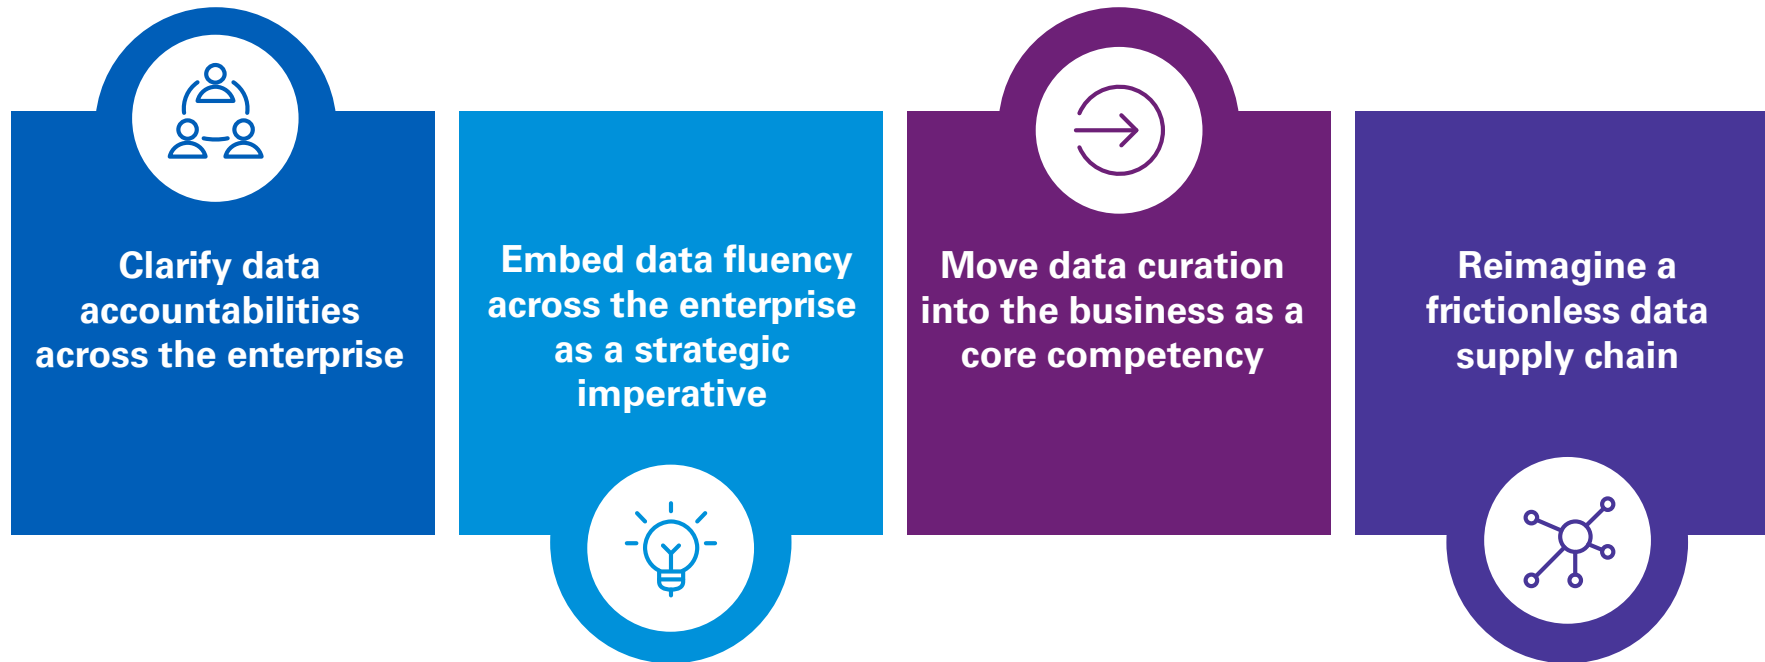 Clarify data
accountabilities
across the enterprise
Embed data fluency
across the enterprise
as a strategic
imperative
Move data curation
into the business as a
core competency
Reimagine a
frictionless data
supply chain